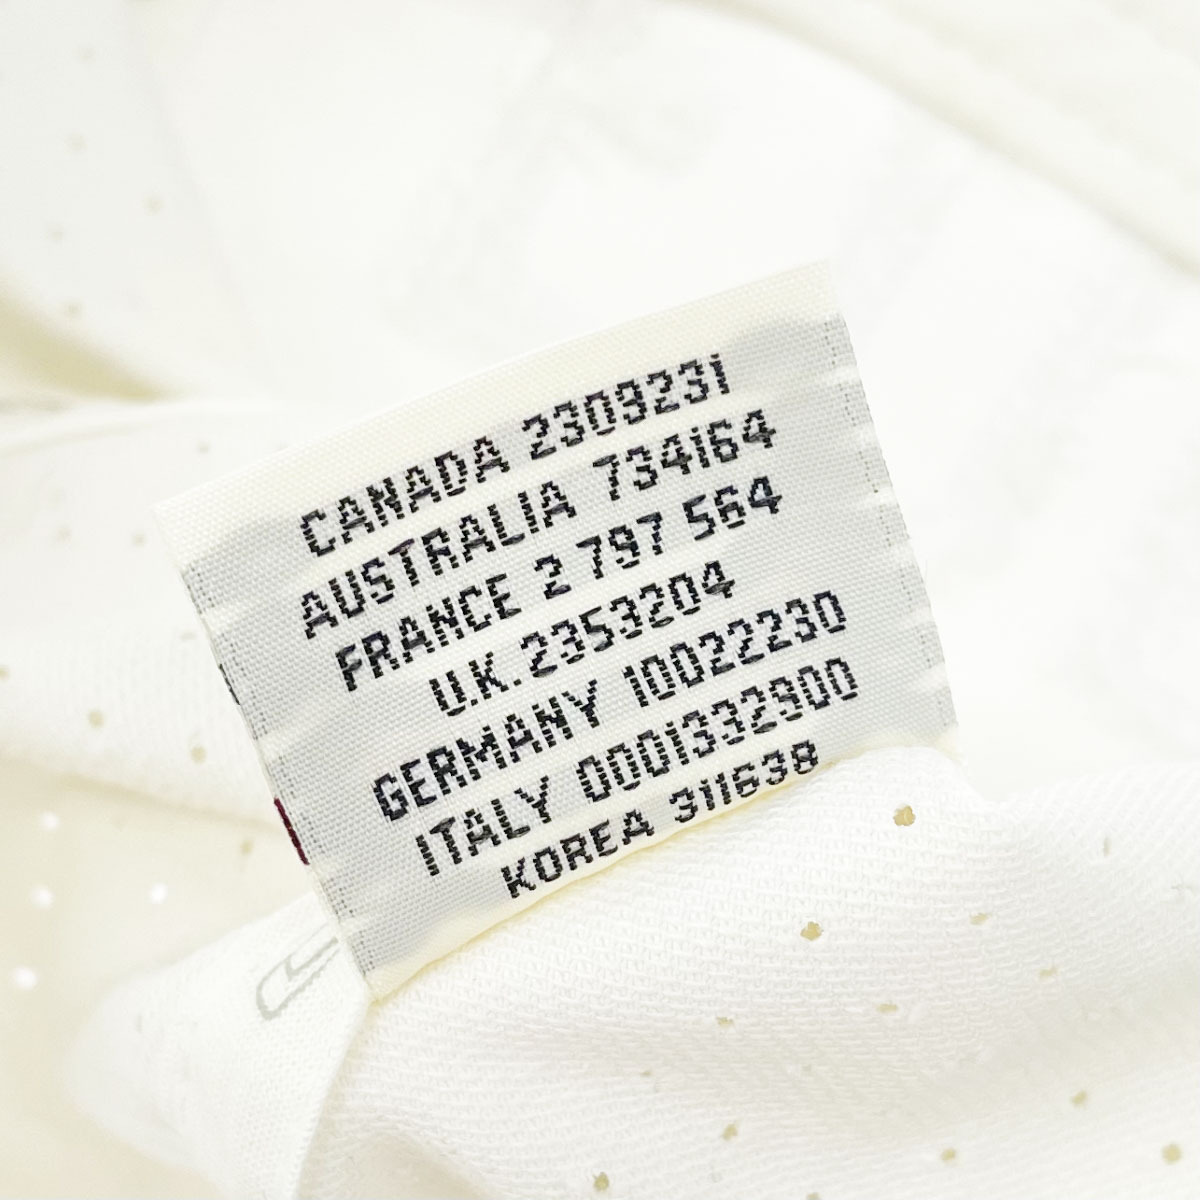 CANADA 2309231
AUSTRALIA 734164
FRANCE 2 797 564
U.K. 2353204
GERMANY 10022230
ITALY 0001332900
KOREA 311638